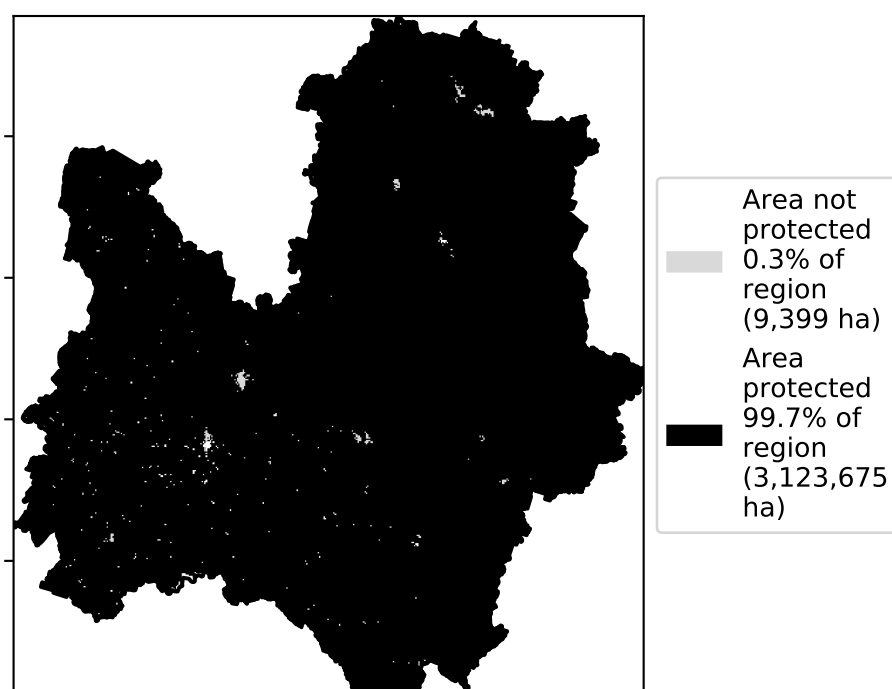 Area not
protected
0.3% of
region
(9,399 ha)
Area
protected
99.7% of
region
(3,123,675
ha)